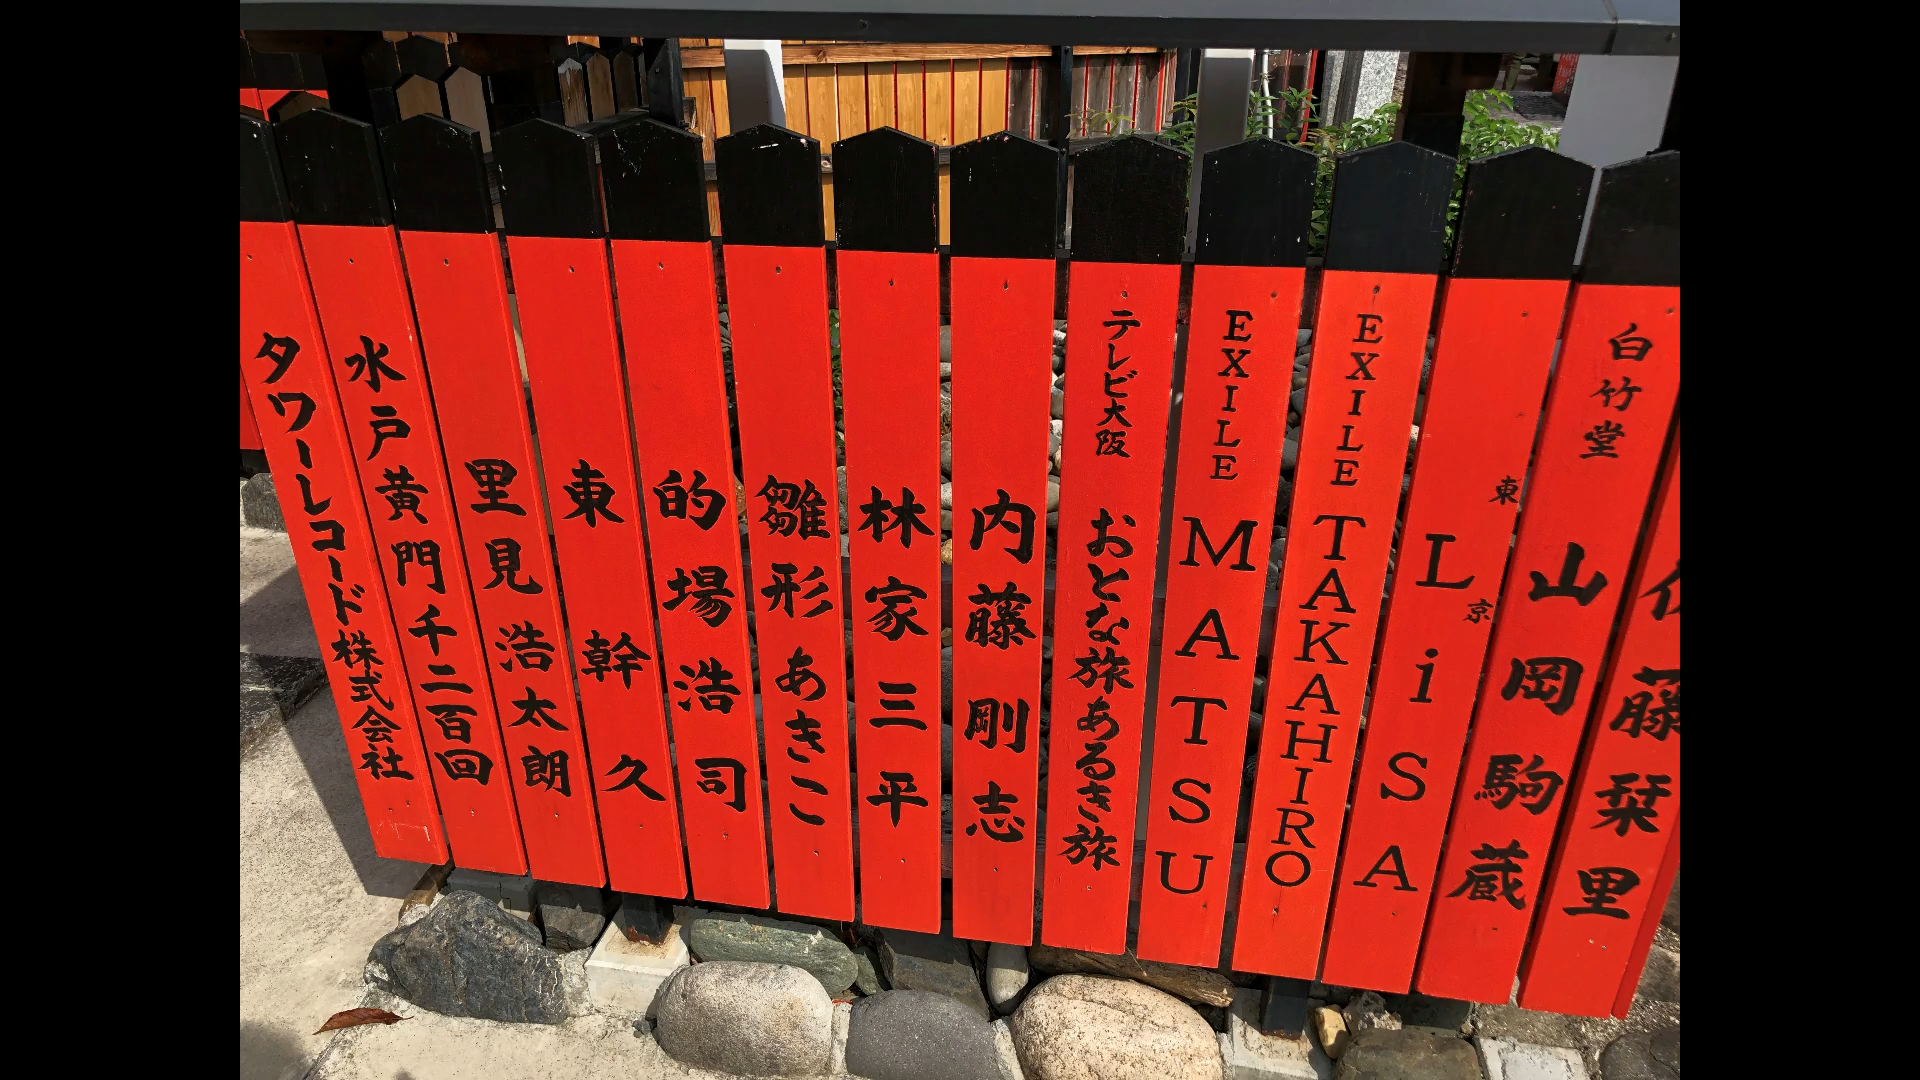 タワーレコード株式会社
水戸黄門千二百回
里見浩太朗
東幹久
的場浩司
雛形あきこ
林家三平
内藤剛志
テレビ大阪 おとな旅あるき旅
EXILE MATSU
EXILE TAKAHIRO
東京 LiSA
白竹堂 山岡駒蔵
藤栞里